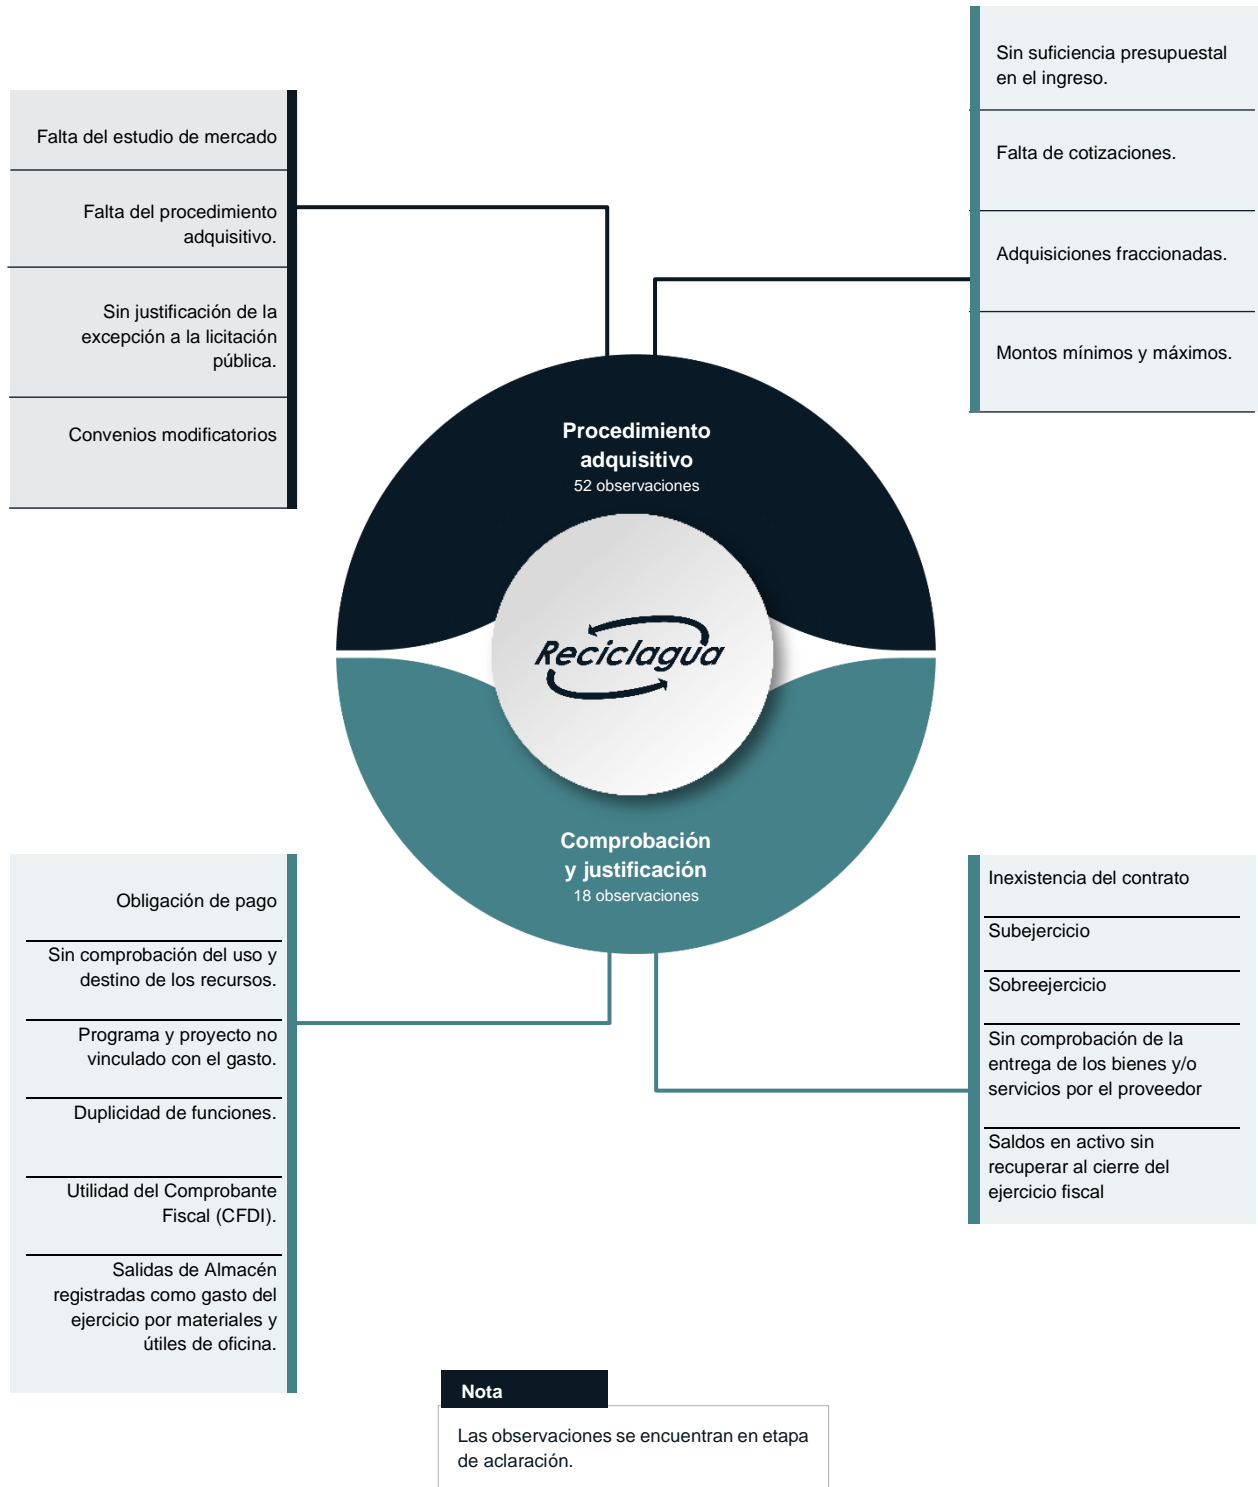 Falta del estudio de mercado
Falta del procedimiento
adquisitivo.
Sin justificación de la
excepción a la licitación
pública.
Convenios modificatorios
Sin suficiencia presupuestal
en el ingreso.
Falta de cotizaciones.
Adquisiciones fraccionadas.
Montos mínimos y máximos.
Procedimiento
adquisitivo
52 observaciones
Reciclagua
Comprobación
y justificación
18 observaciones
Obligación de pago
Sin comprobación del uso y
destino de los recursos.
Programa y proyecto no
vinculado con el gasto.
Duplicidad de funciones.
Utilidad del Comprobante
Fiscal (CFDI).
Salidas de Almacén
registradas como gasto del
ejercicio por materiales y
útiles de oficina.
Inexistencia del contrato
Subejercicio
Sobreejercicio
Sin comprobación de la
entrega de los bienes y/o
servicios por el proveedor
Saldos en activo sin
recuperar al cierre del
ejercicio fiscal
Nota
Las observaciones se encuentran en etapa
de aclaración.